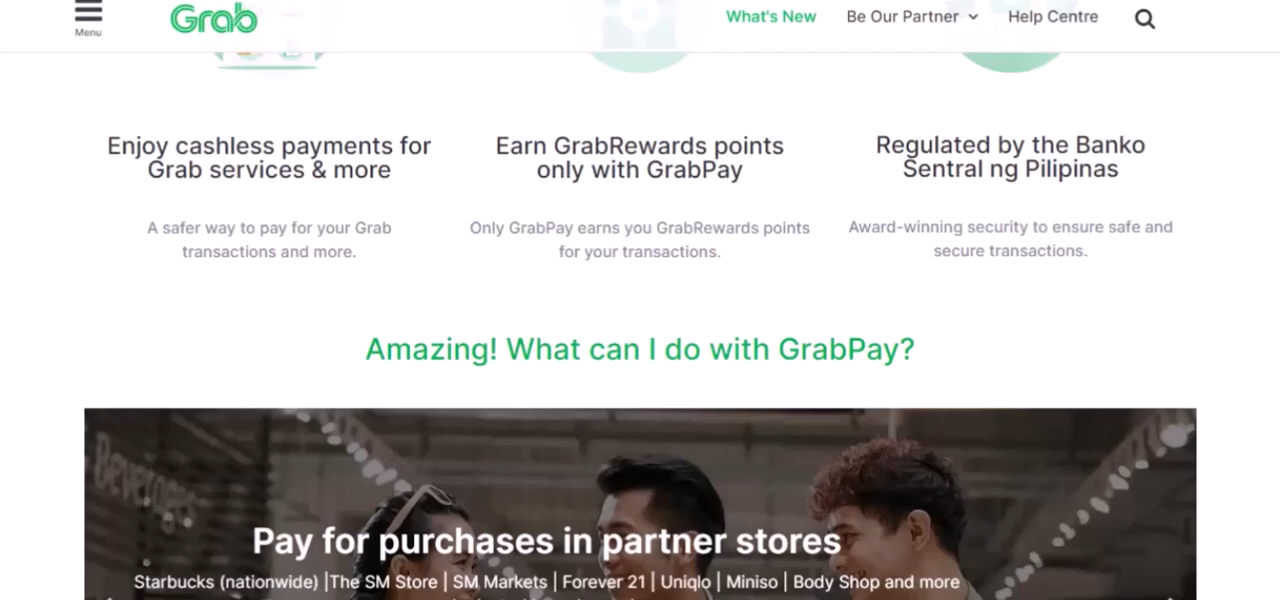 Menu
Grab
What's New
Be Our Partner
Help Centre
Enjoy cashless payments for
Grab services & more
A safer way to pay for your Grab
transactions and more.
Earn GrabRewards points
only with GrabPay
Only GrabPay earns you GrabRewards points
for your transactions.
Regulated by the Banko
Sentral ng Pilipinas
Award-winning security to ensure safe and
secure transactions.
Amazing! What can I do with GrabPay?
Beverages
Pay for purchases in partner stores
Starbucks (nationwide) |The SM Store | SM Markets | Forever 21 | Uniqlo | Miniso | Body Shop and more